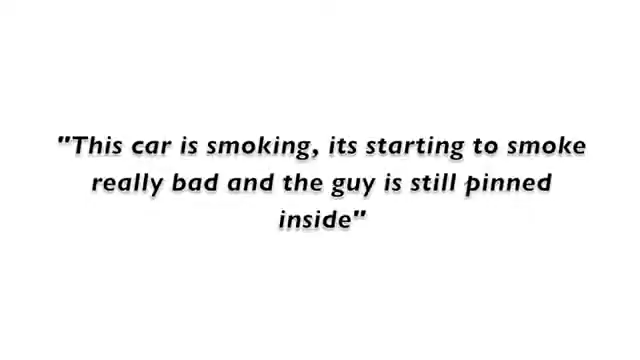 "This car is smoking, its starting to smoke
really bad and the guy is still pinned
inside"